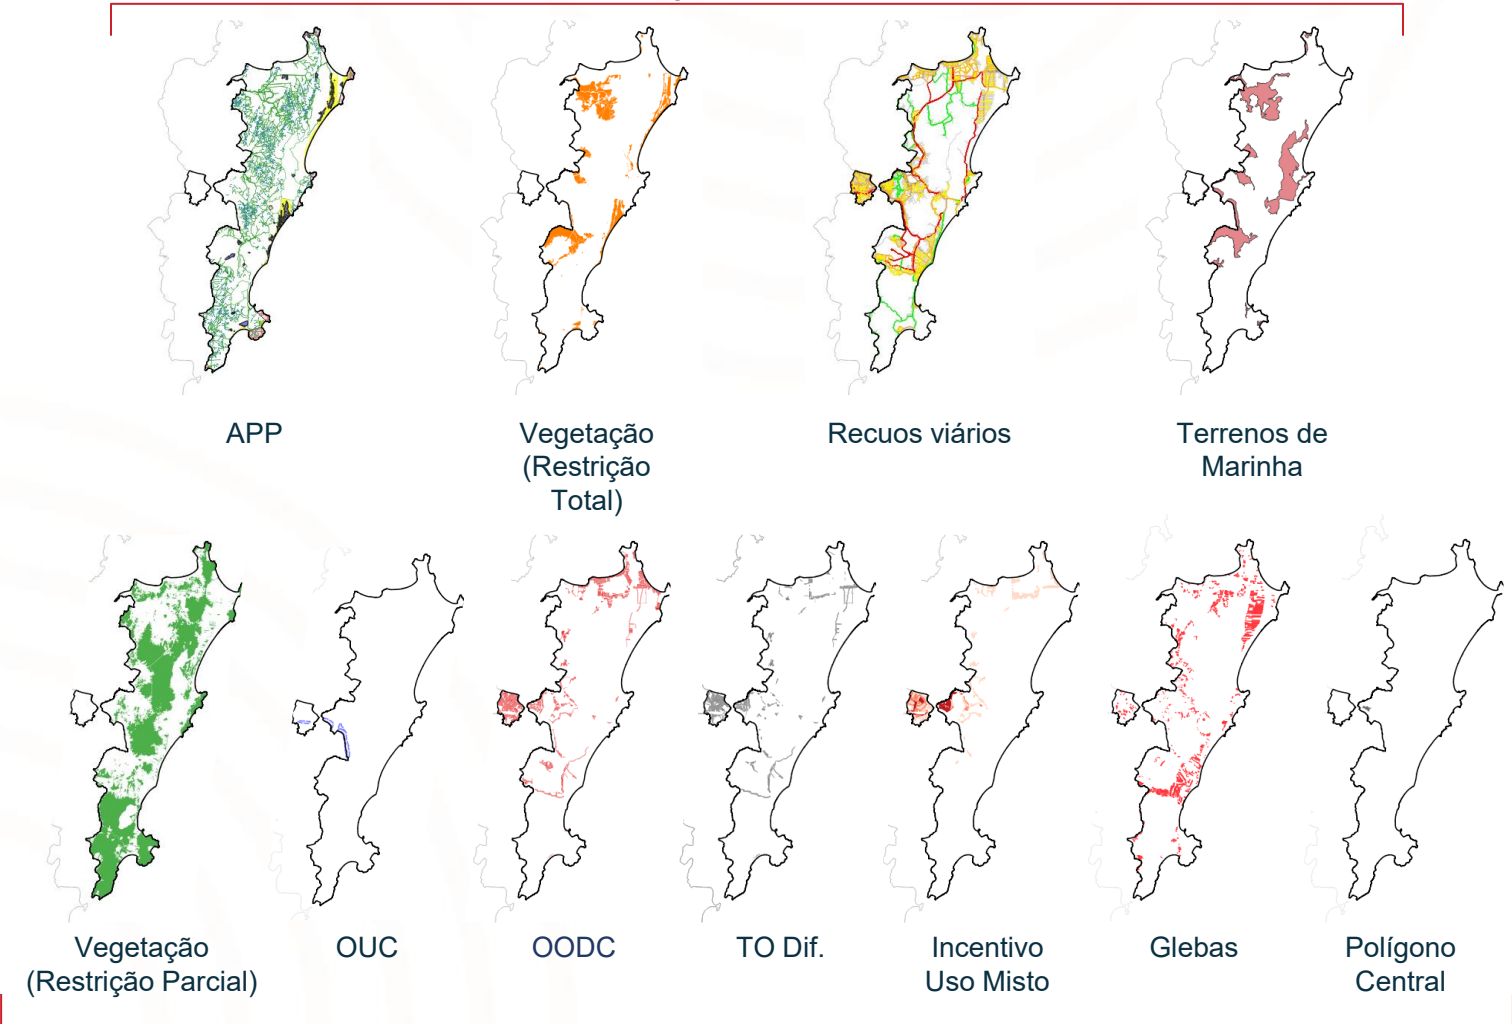 APP
Vegetação
(Restrição
Total)
Recuos viários
Terrenos de
Marinha
Vegetação
(Restrição Parcial)
OUC
OODC
TO Dif.
Incentivo
Uso Misto
Glebas
Polígono
Central